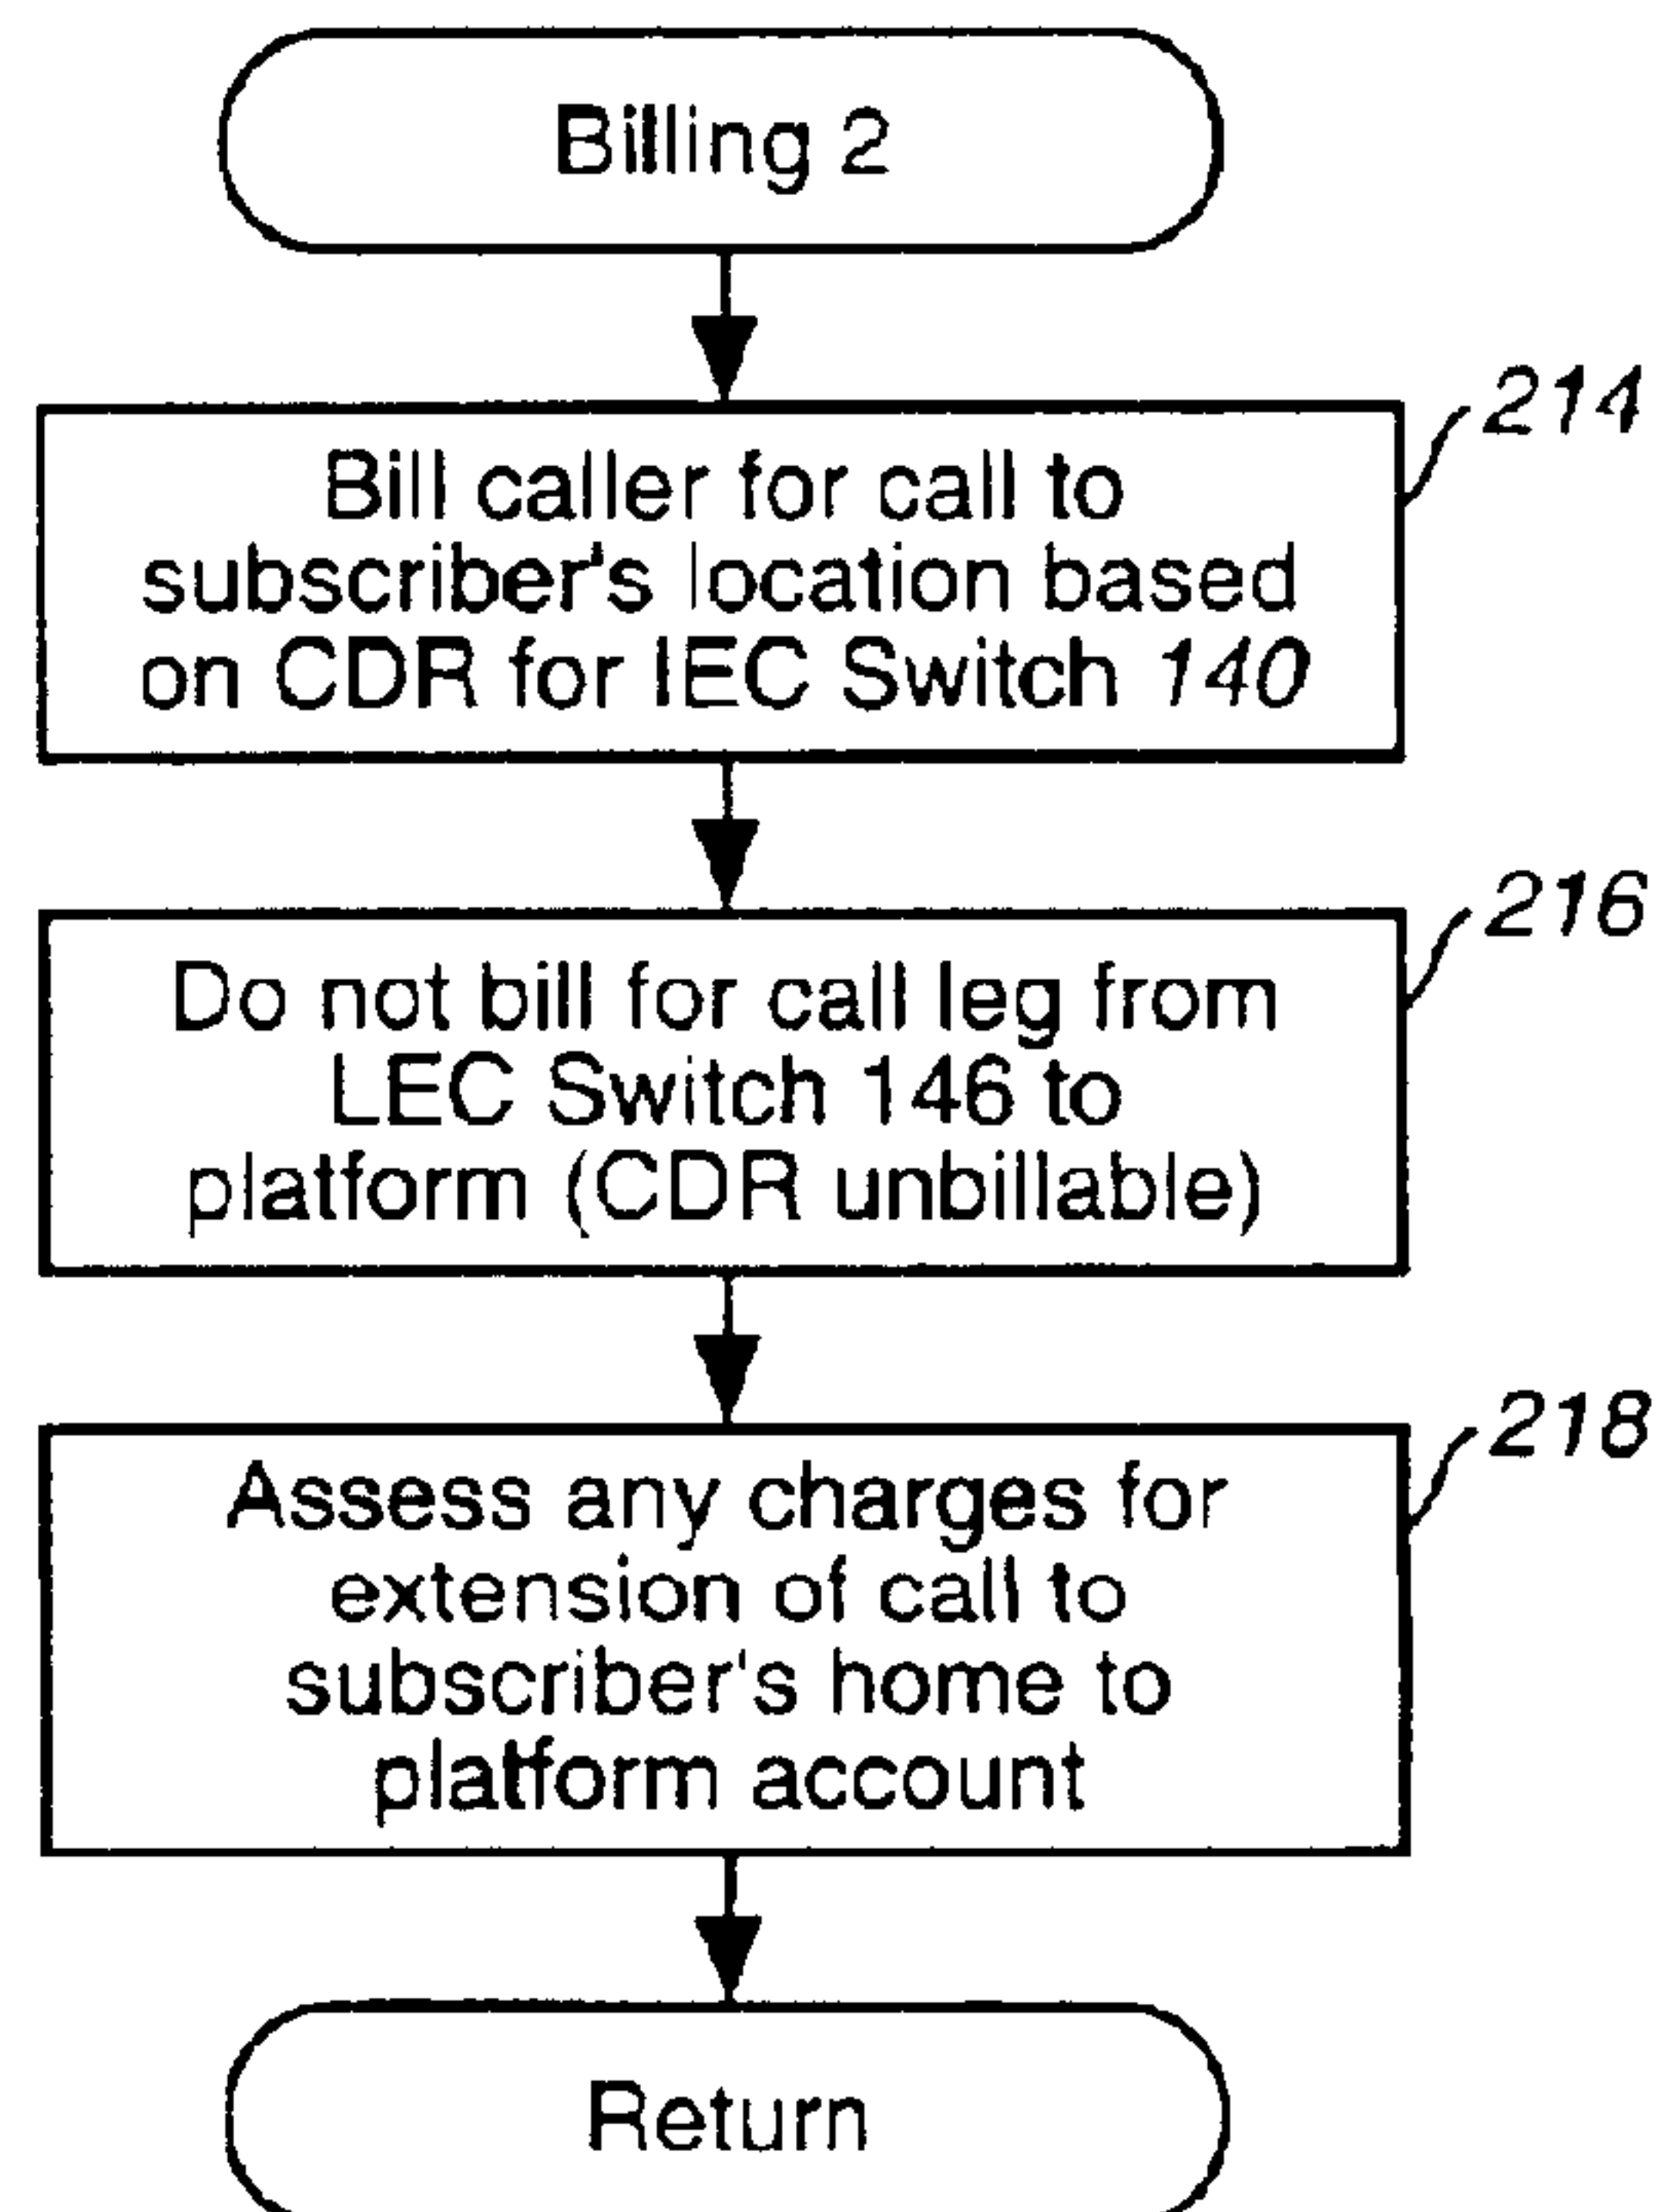 Billing 2
214
Bill caller for call to
subscriber's location based
on CDR for IEC Switch 140
216
Do not bill for call leg from
LEC Switch 146 to
platform (CDR unbillable)
218
Assess any charges for
extension of call to
subscriber's home to
platform account
Return